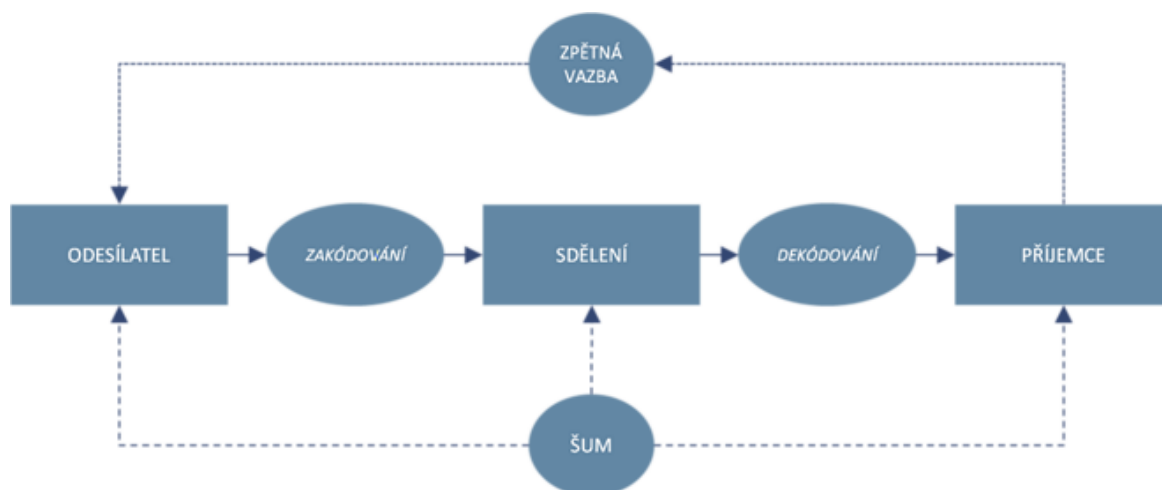 ZPĚTNÁ
VAZBA
ODESÍLATEL
ZAKÓDOVÁNÍ
SDĚLENÍ
DEKÓDOVÁNÍ
PŘÍJEMCE
ŠUM